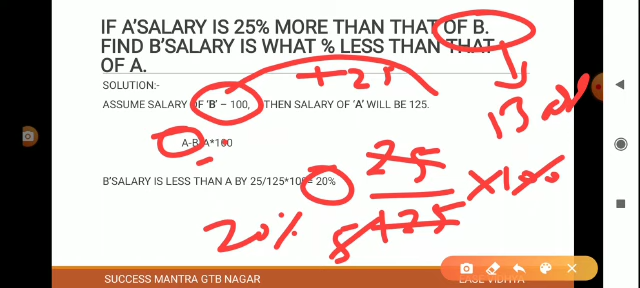 IF A'SALARY IS 25% MORE THAN THAT OF B.
FIND B'SALARY IS WHAT % LESS THAN THAT
OF A.
SOLUTION:-
ASSUME SALARY OF 'B' – 100, THEN SALARY OF 'A' WILL BE 125.
+25
A-B/A*100
B'SALARY IS LESS THAN A BY 25/125*100= 20%
25
×100
125
5
20%
SUCCESS MANTRA GTB NAGAR